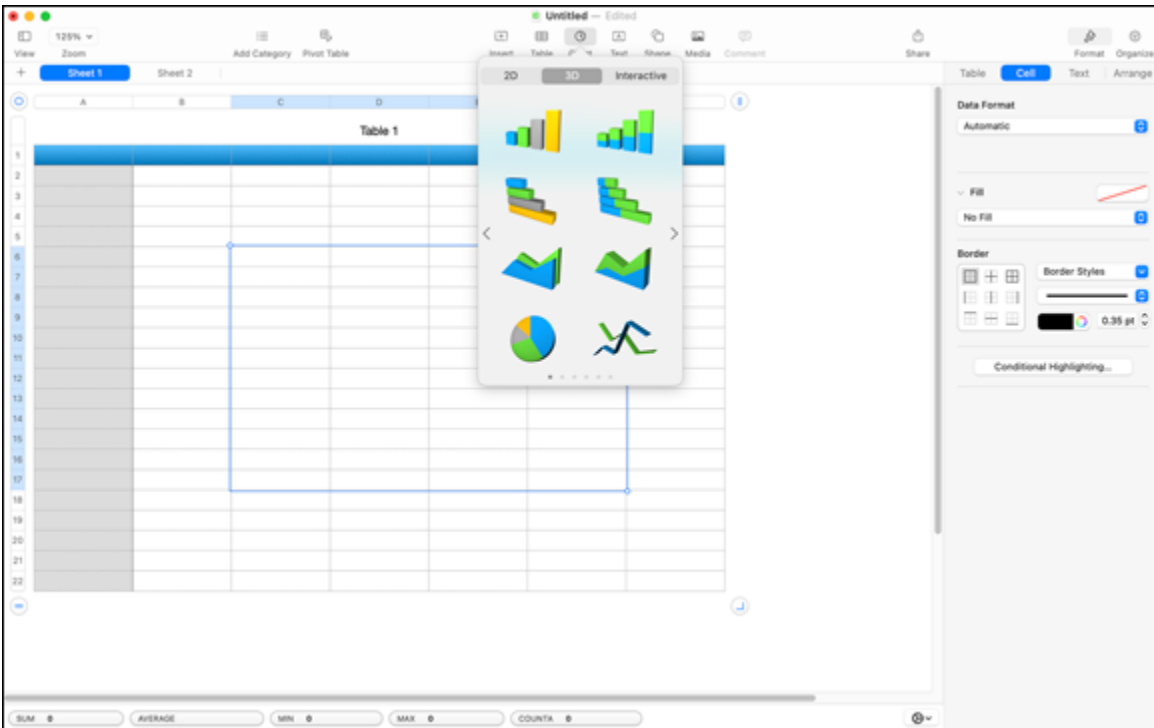 Untitled — Edited
125%
View Zoom Add Category Pivot Table Insert Table Text Shape Media Comment Share Format Organize
+ Sheet 1 Sheet 2
Table Cell Text Arrange
2D 3D Interactive
A B C D
Table 1
1
2
3
4
5
6
7
8
9
10
11
12
13
14
15
16
17
18
19
20
21
22
Data Format
Automatic
Fill
No Fill
Border
Border Styles
0.35 pt
Conditional Highlighting...
SUM 0 AVERAGE MIN 0 MAX 0 COUNTA 0